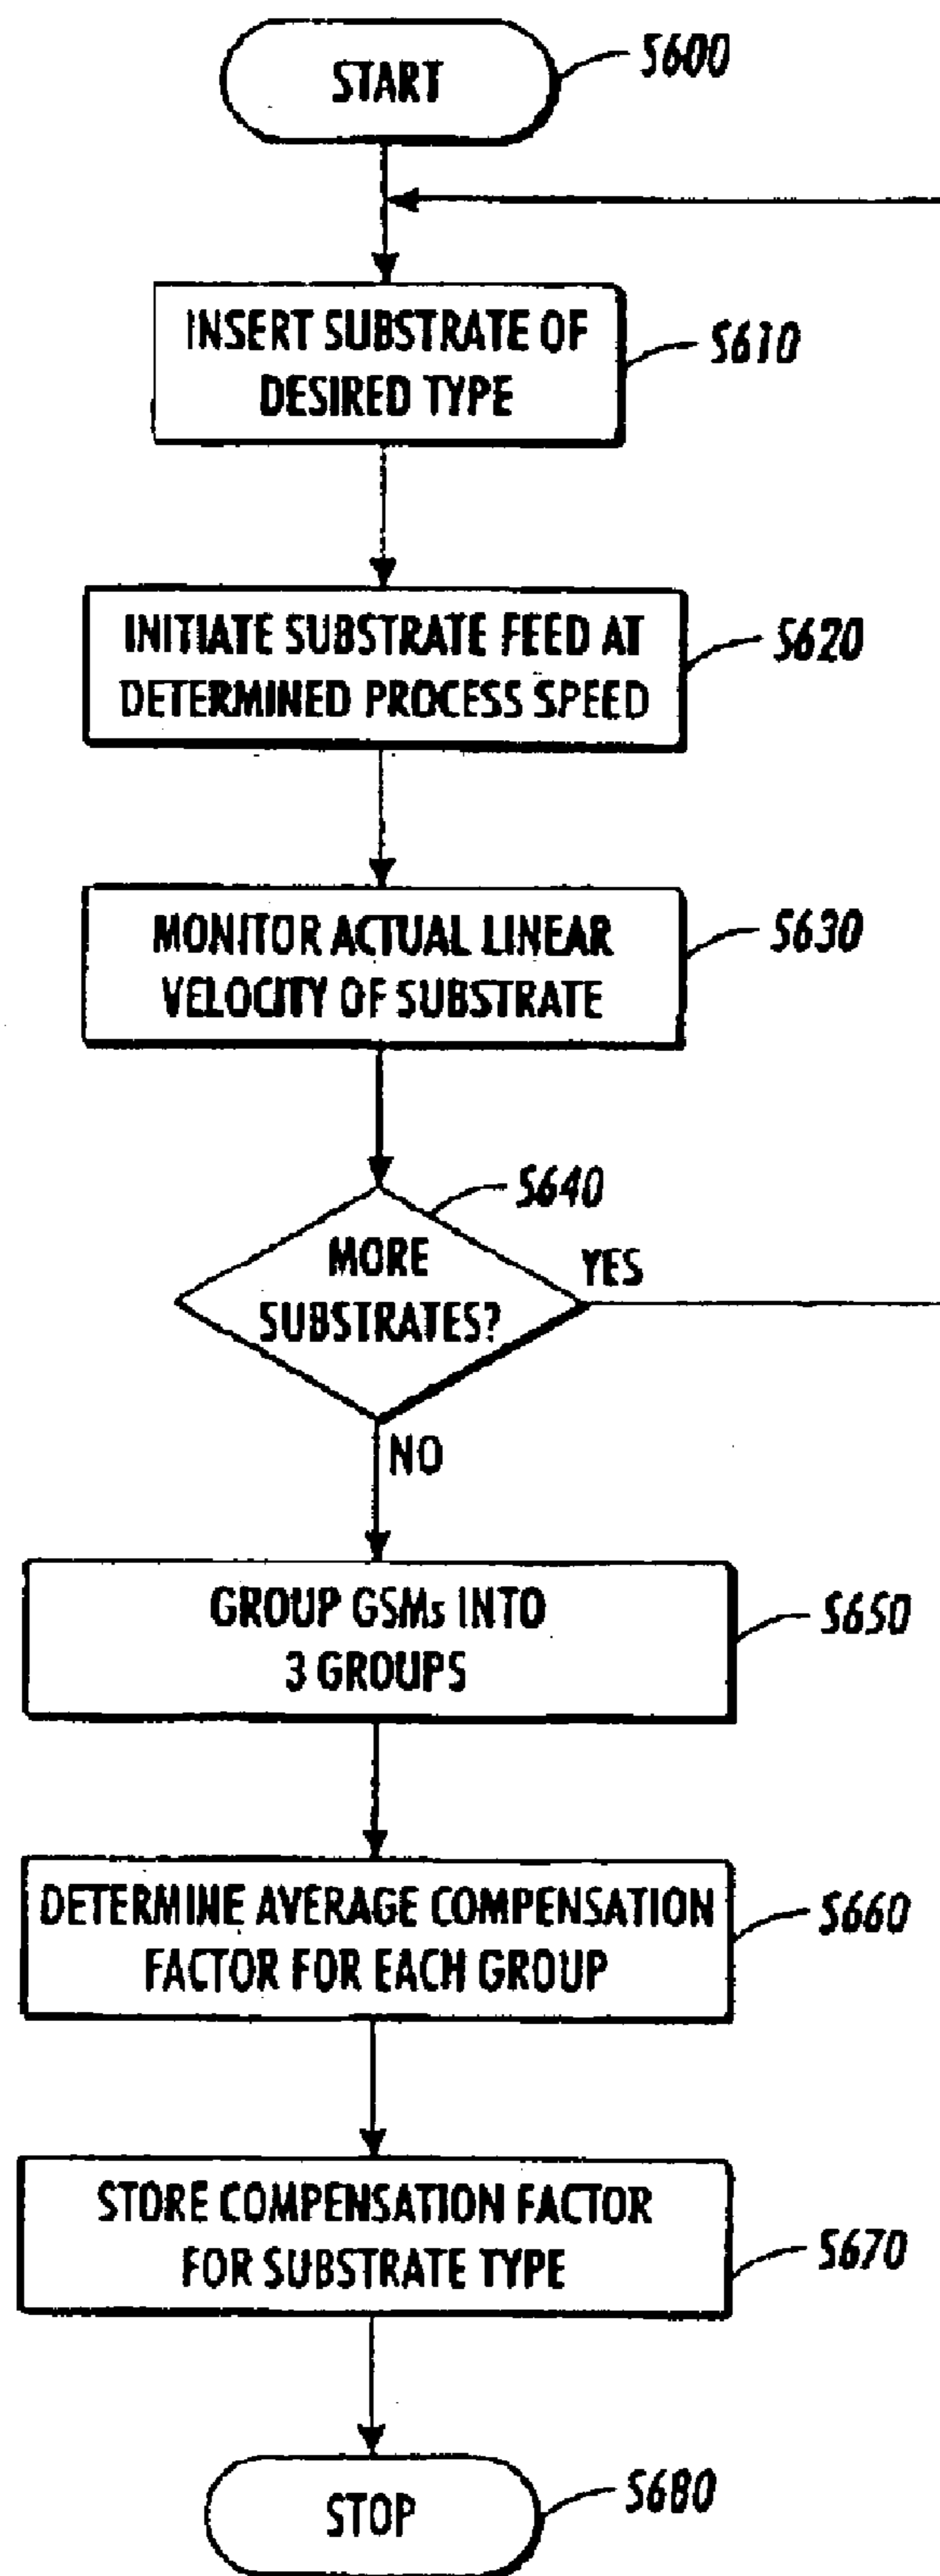 START
S600
INSERT SUBSTRATE OF
DESIRED TYPE
S610
INITIATE SUBSTRATE FEED AT
DETERMINED PROCESS SPEED
S620
MONITOR ACTUAL LINEAR
VELOCITY OF SUBSTRATE
S630
S640
MORE
SUBSTRATES?
YES
NO
GROUP GSMs INTO
3 GROUPS
S650
DETERMINE AVERAGE COMPENSATION
FACTOR FOR EACH GROUP
S660
STORE COMPENSATION FACTOR
FOR SUBSTRATE TYPE
S670
STOP
S680